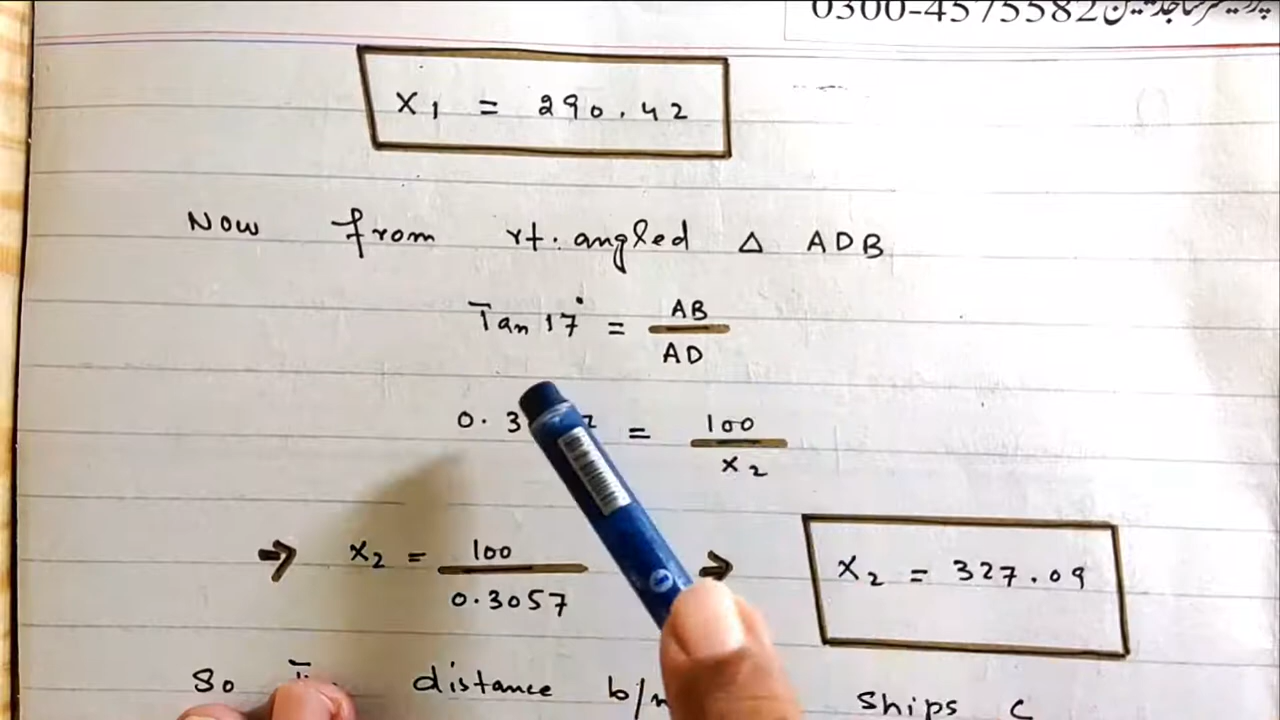 0300-4575582
x₁ = 290.42
Now from rt. angled △ ADB
Tan 17° = AB / AD
= 100 / x₂
→ x₂ = 100 / 0.3057 → x₂ = 327.09
So distance ships C